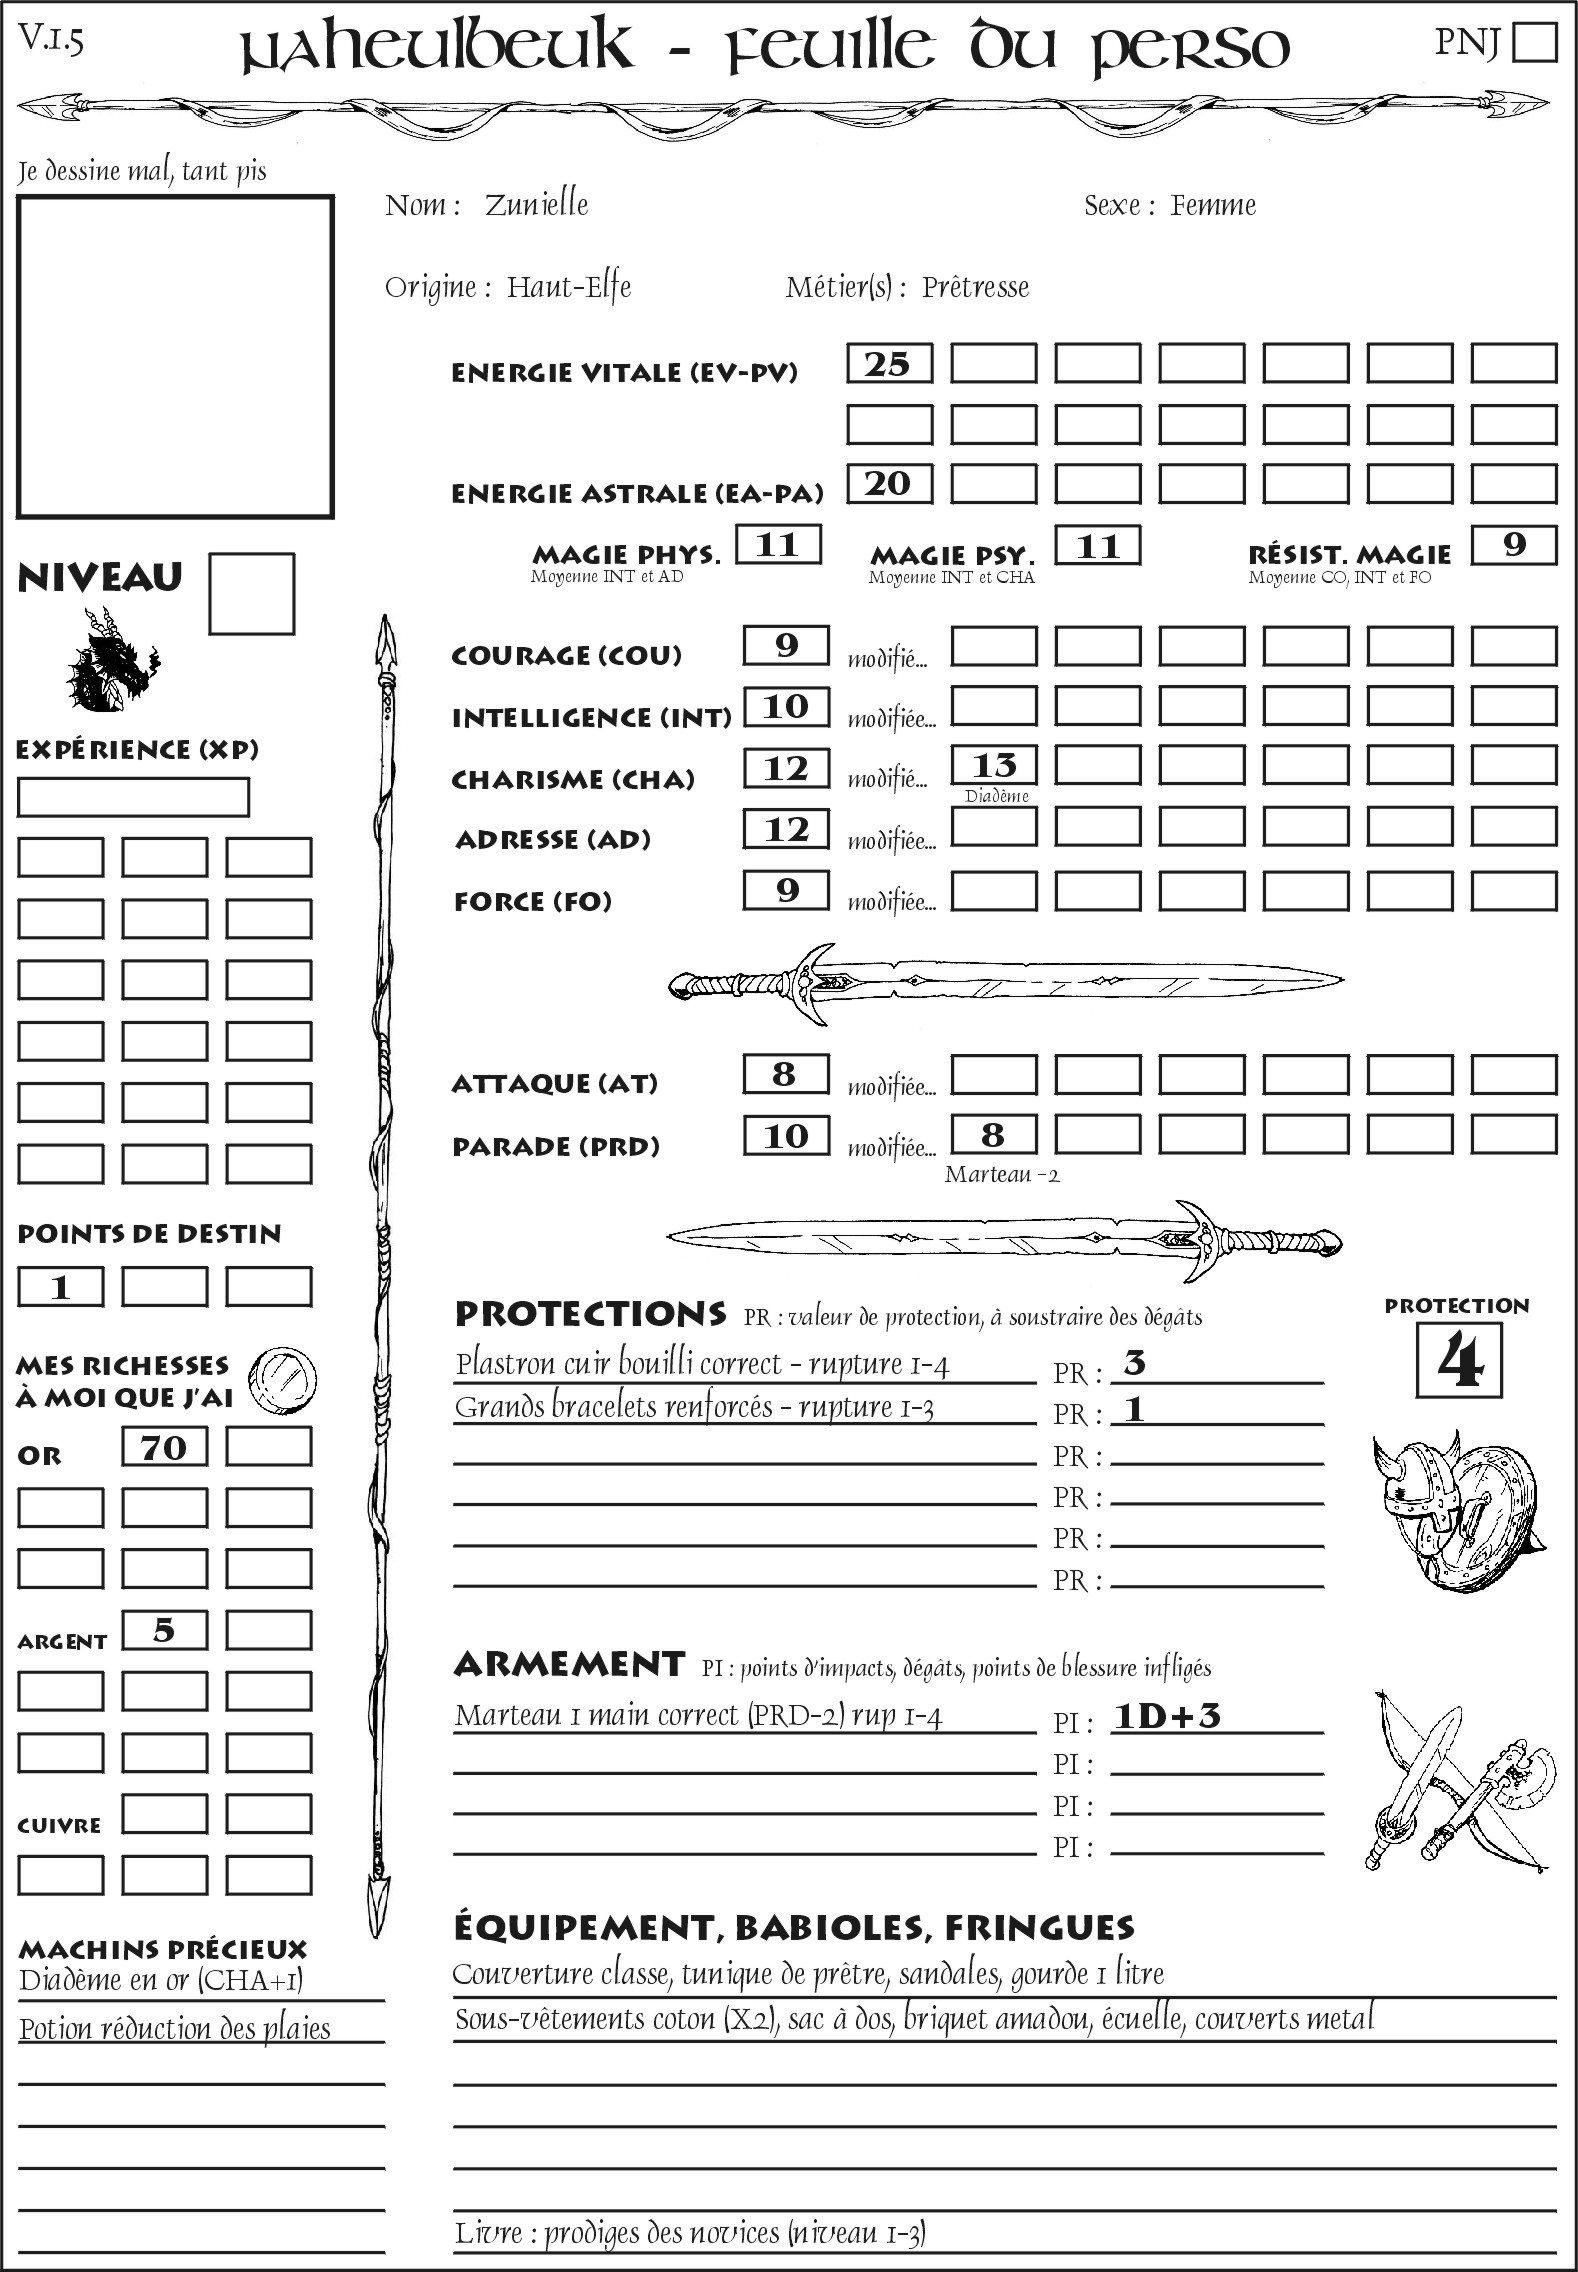 V.1.5
Naheulbeuk - Feuille du perso
PNJ
Je dessine mal, tant pis
Nom : Zunielle
Sexe : Femme
Origine : Haut-Elfe
Métier(s) : Prêtresse
ENERGIE VITALE (EV-PV) 25
ENERGIE ASTRALE (EA-PA) 20
MAGIE PHYS. 11
Moyenne INT et AD
MAGIE PSY. 11
Moyenne INT et CHA
RÉSIST. MAGIE 9
Moyenne CO, INT et FO
NIVEAU
COURAGE (COU) 9 modifié...
INTELLIGENCE (INT) 10 modifiée...
CHARISME (CHA) 12 modifié... 13
Diadème
ADRESSE (AD) 12 modifiée...
FORCE (FO) 9 modifiée...
EXPÉRIENCE (XP)
ATTAQUE (AT) 8 modifiée...
PARADE (PRD) 10 modifiée... 8
Marteau -2
POINTS DE DESTIN
1
MES RICHESSES
À MOI QUE J'AI
OR 70
ARGENT 5
CUIVRE
MACHINS PRÉCIEUX
Diadème en or (CHA+1)
Potion réduction des plaies
PROTECTIONS PR : valeur de protection, à soustraire des dégâts
PROTECTION
4
Plastron cuir bouilli correct - rupture 1-4 PR : 3
Grands bracelets renforcés - rupture 1-3 PR : 1
PR :
PR :
PR :
PR :
ARMEMENT PI : points d'impacts, dégâts, points de blessure infligés
Marteau 1 main correct (PRD-2) rup 1-4 PI : 1D+3
PI :
PI :
PI :
ÉQUIPEMENT, BABIOLES, FRINGUES
Couverture classe, tunique de prêtre, sandales, gourde 1 litre
Sous-vêtements coton (X2), sac à dos, briquet amadou, écuelle, couverts metal
Livre : prodiges des novices (niveau 1-3)